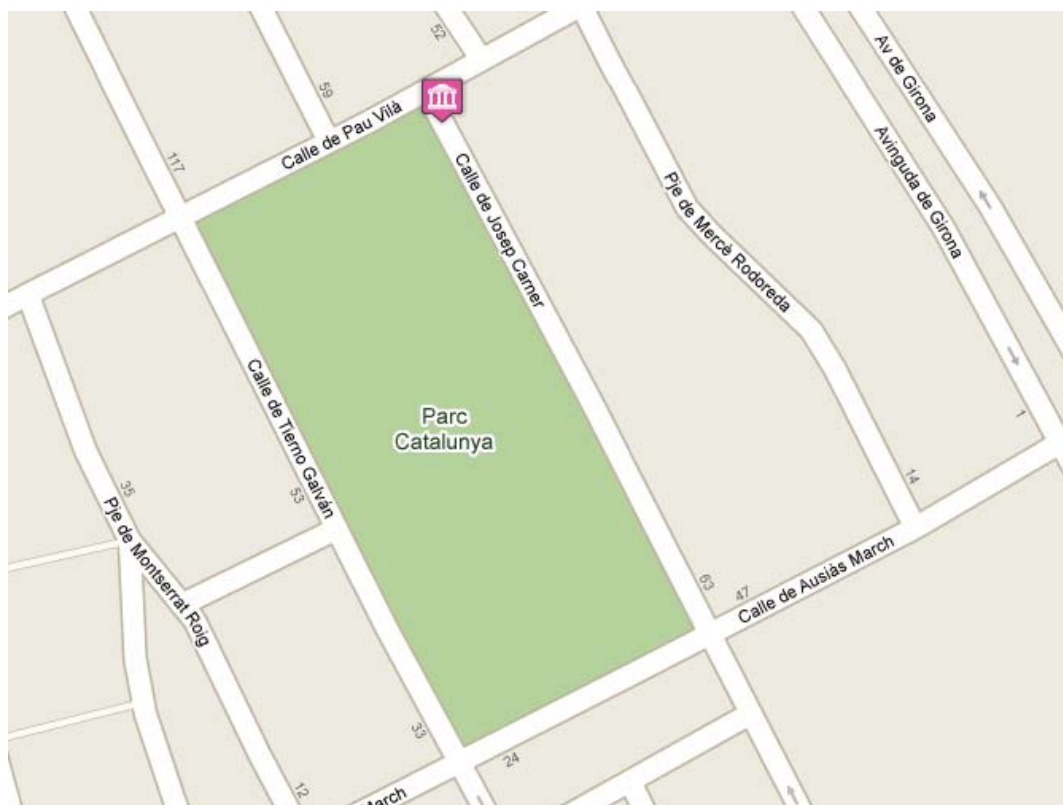 52
59
Av de Girona
Calle de Pau Vilà
117
Avinguda de Girona
Calle de Josep Carner
Pje de Mercè Rodoreda
Calle de Tierno Galván
Parc
Catalunya
1
14
35
53
Pje de Montserrat Roig
63
47
Calle de Ausiàs March
33
24
12
March